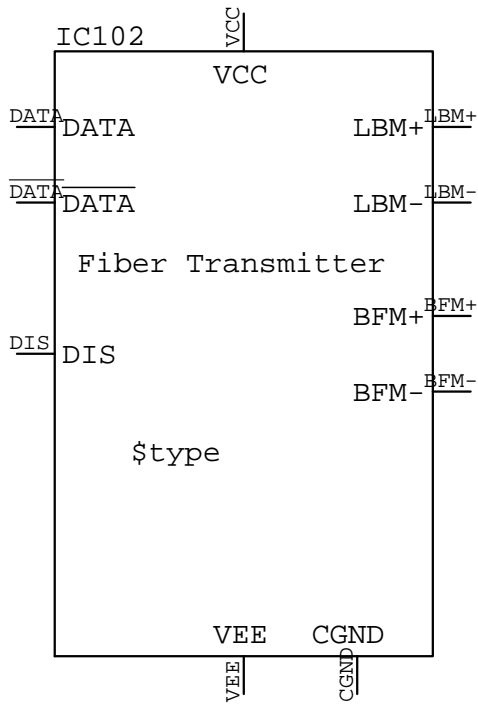 IC102
VCC
VCC
DATA
DATA
LBM+
LBM+
DATA
DATA
LBM-
LBM-
Fiber Transmitter
BFM+
BFM+
DIS
DIS
BFM-
BFM-
$type
VEE
CGND
VEE
CGND